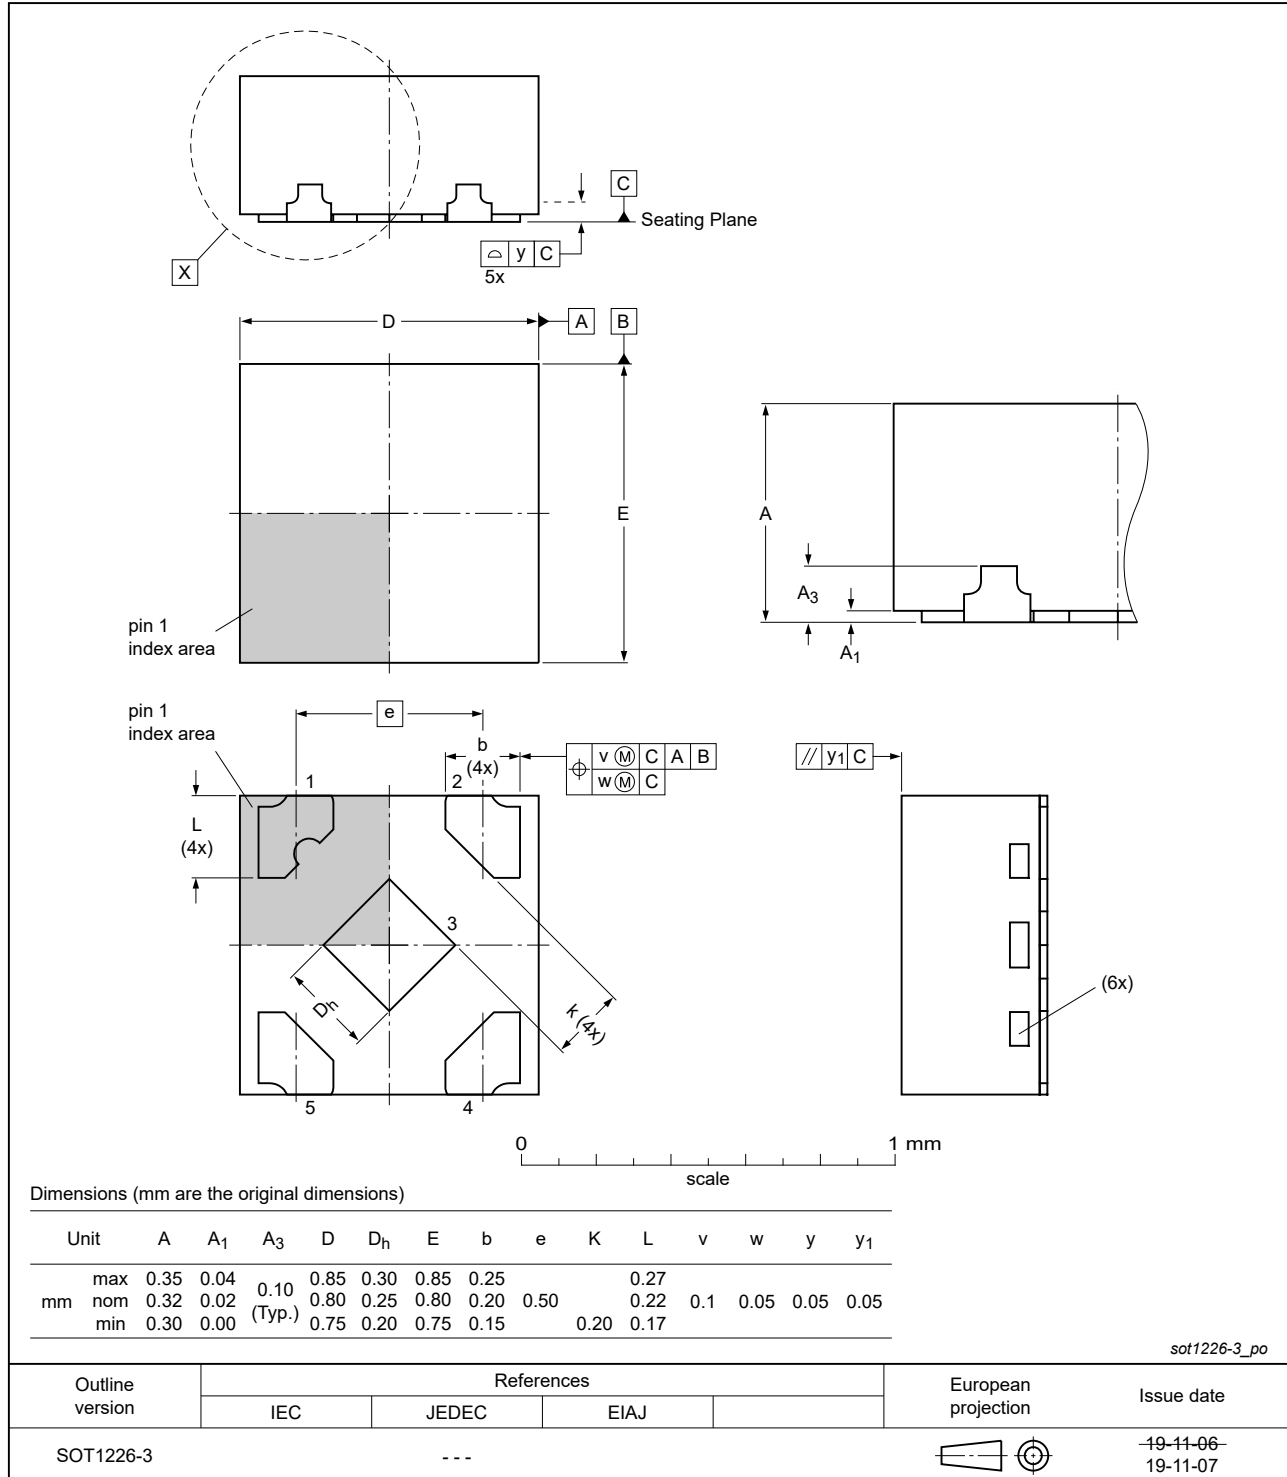 C
Seating Plane
⌓ y C
5x
X
D
A
B
E
pin 1
index area
A
A3
A1
pin 1
index area
e
b
(4x)
v Ⓜ C A B
w Ⓜ C
// y1 C
1
2
L
(4x)
3
Dh
k (4x)
(6x)
5
4
0
1 mm
scale
Dimensions (mm are the original dimensions)
Unit A A1 A3 D Dh E b e K L v w y y1
max 0.35 0.04 0.85 0.30 0.85 0.25 0.27
mm nom 0.32 0.02 0.10 (Typ.) 0.80 0.25 0.80 0.20 0.50 0.22 0.1 0.05 0.05 0.05
min 0.30 0.00 0.75 0.20 0.75 0.15 0.20 0.17
sot1226-3_po
Outline
version
References
IEC JEDEC EIAJ
European
projection
Issue date
SOT1226-3
- - -
19-11-06
19-11-07